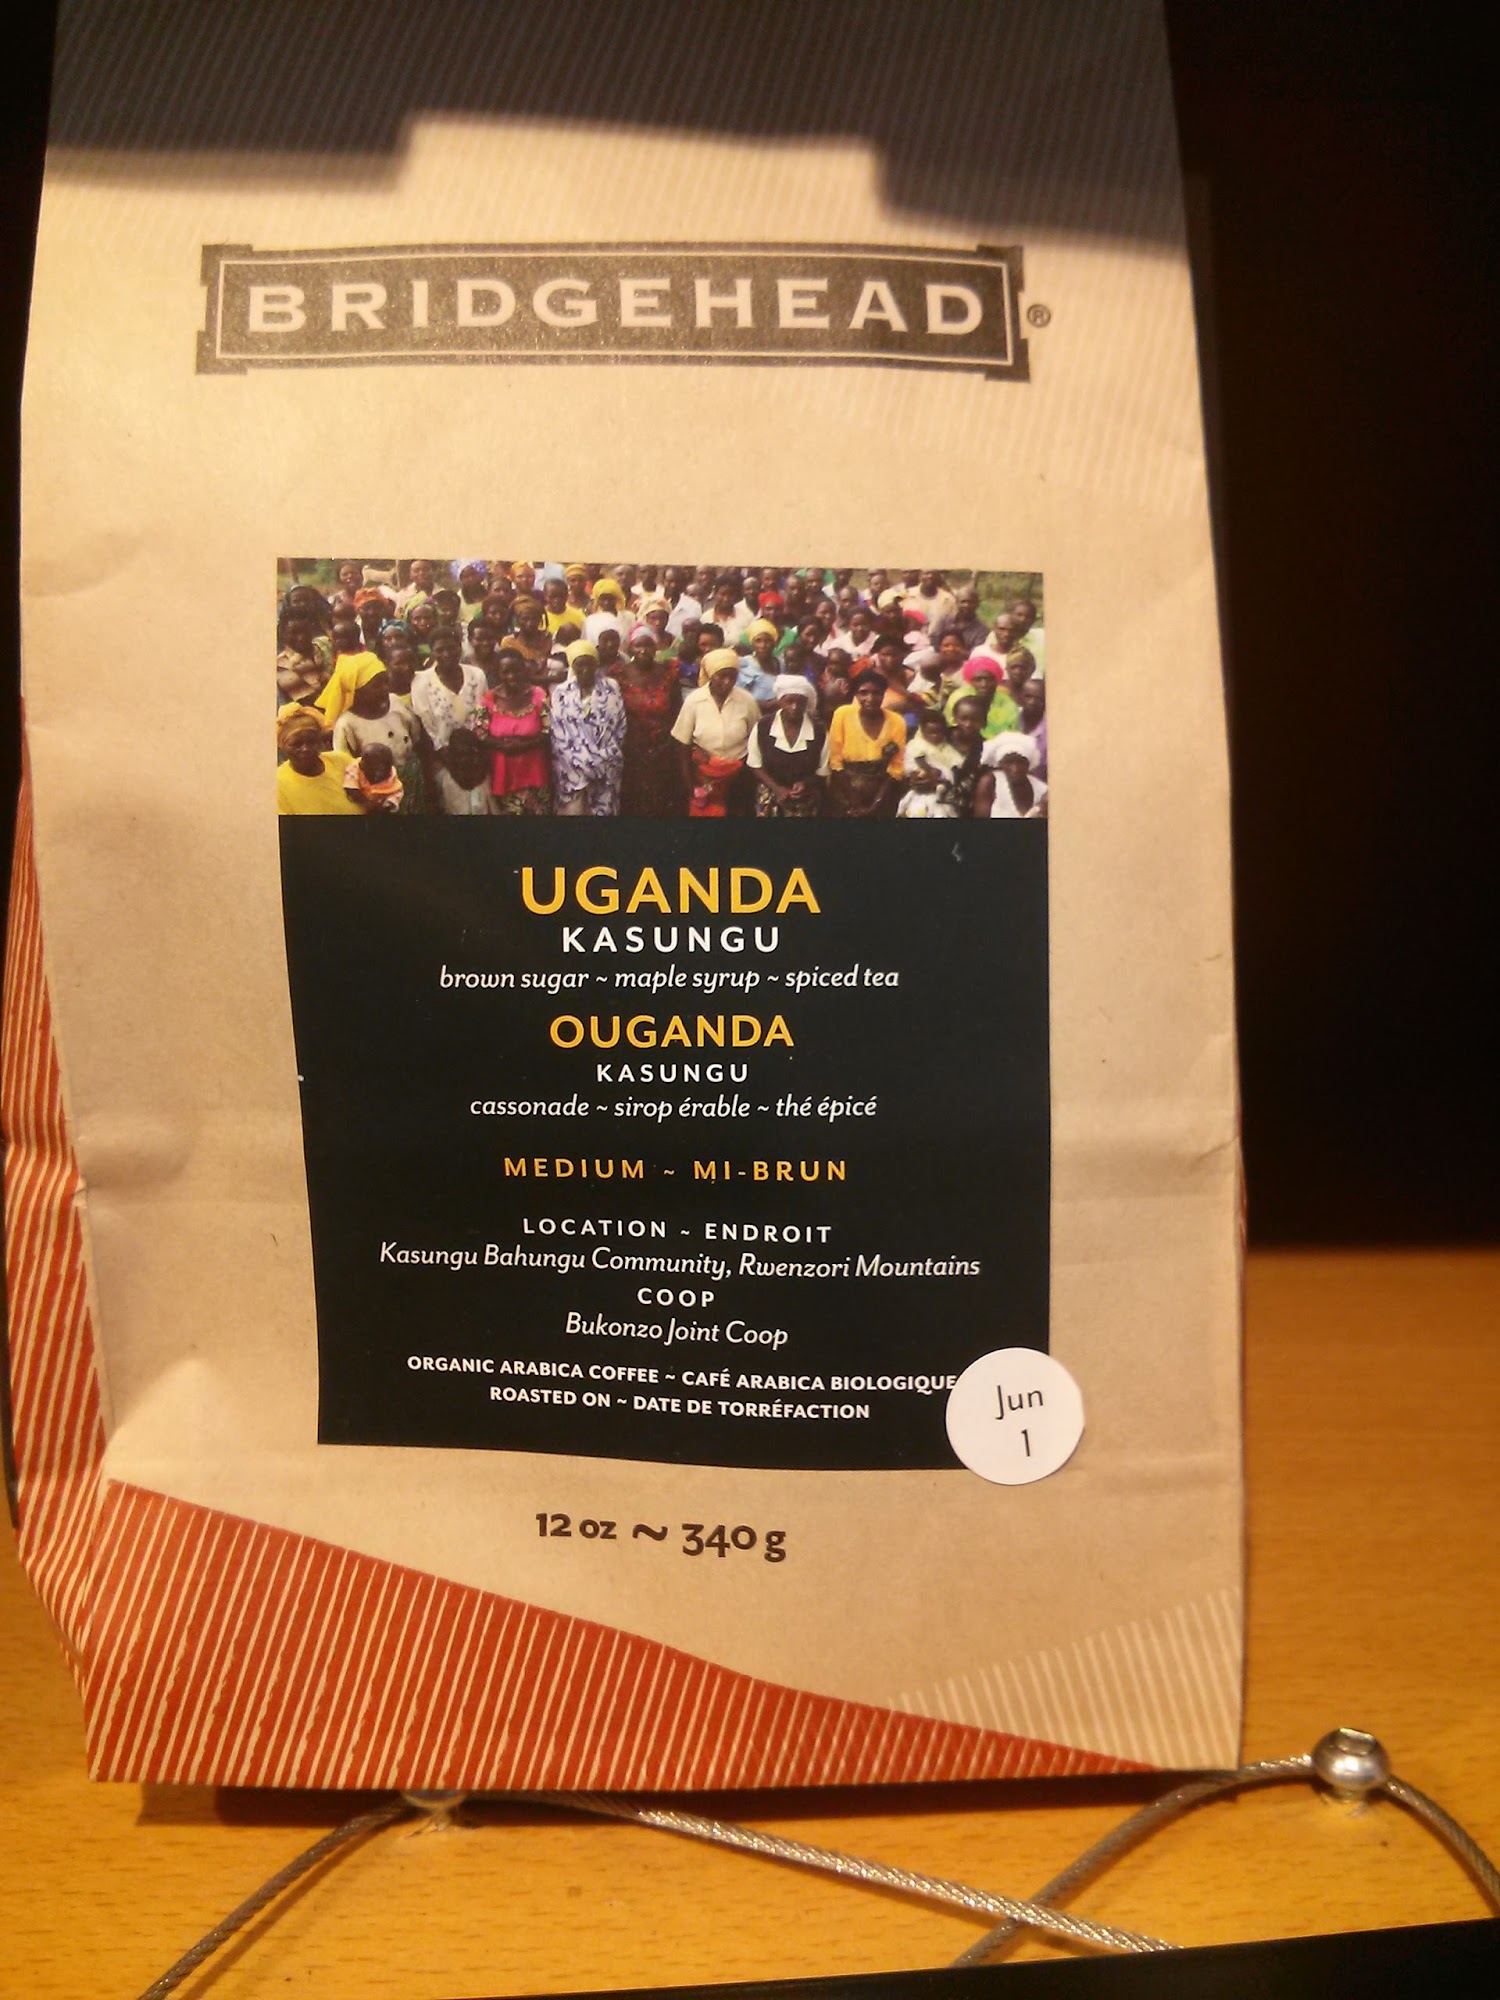 BRIDGEHEAD®
UGANDA
KASUNGU
brown sugar ~ maple syrup ~ spiced tea
OUGANDA
KASUNGU
cassonade ~ sirop érable ~ thé épicé
MEDIUM ~ MI-BRUN
LOCATION ~ ENDROIT
Kasungu Bahungu Community, Rwenzori Mountains
COOP
Bukonzo Joint Coop
ORGANIC ARABICA COFFEE ~ CAFÉ ARABICA BIOLOGIQUE
ROASTED ON ~ DATE DE TORRÉFACTION
Jun
1
12 oz ~ 340 g